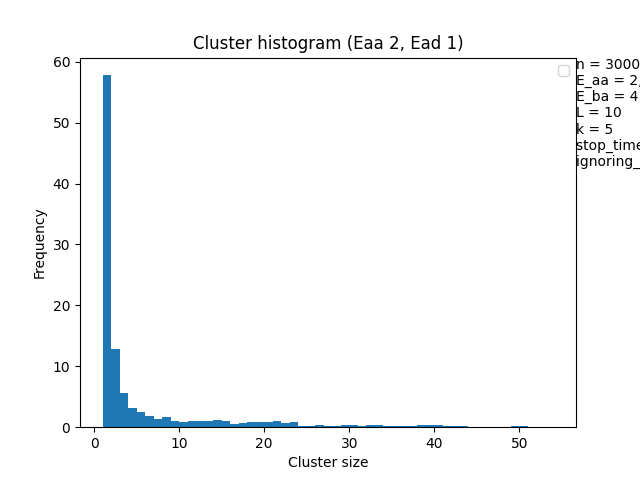 Cluster histogram (Eaa 2, Ead 1)
n = 3000
E_aa = 2,
E_ba = 4
L = 10
k = 5
stop_time
ignoring_
60
50
40
30
20
10
0
Frequency
0 10 20 30 40 50
Cluster size